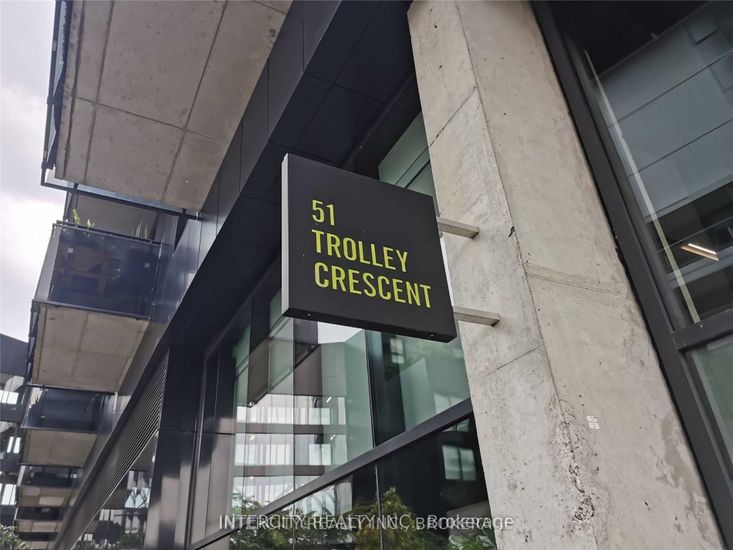 51
TROLLEY
CRESCENT
INTERCITY REALTY INC., Brokerage